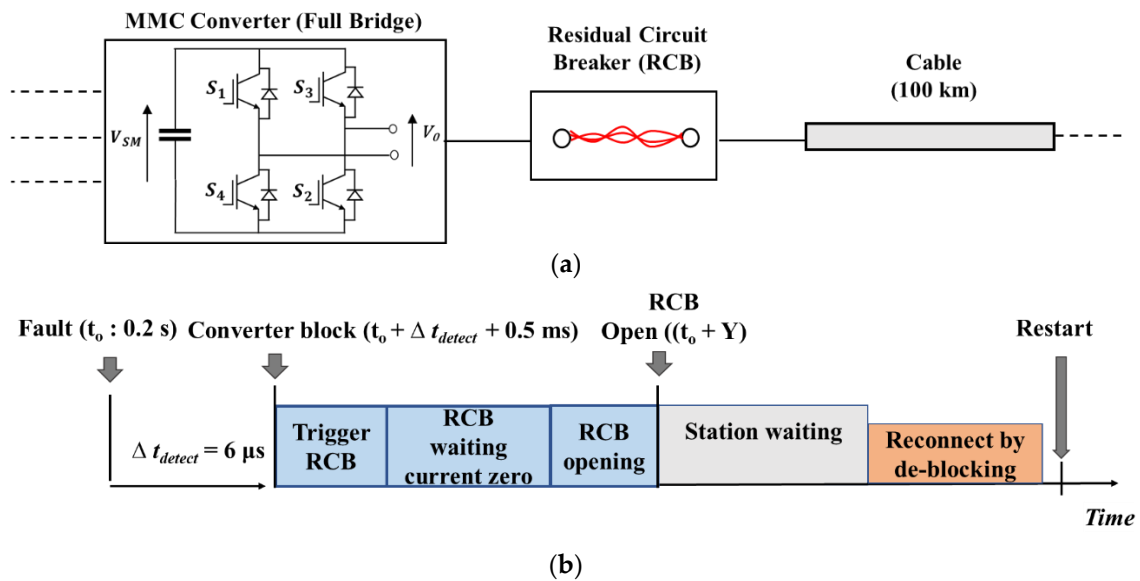 (a)
MMC Converter (Full Bridge)
S1
S3
VSM
VO
S4
S2
Residual Circuit
Breaker (RCB)
Cable
(100 km)
(a)
RCB
Fault (to : 0.2 s)
Converter block (to + Δ tdetect + 0.5 ms)
Open ((to + Y)
Restart
Δ tdetect = 6 μs
Trigger
RCB
RCB
waiting
current zero
RCB
opening
Station waiting
Reconnect by
de-blocking
Time
(b)